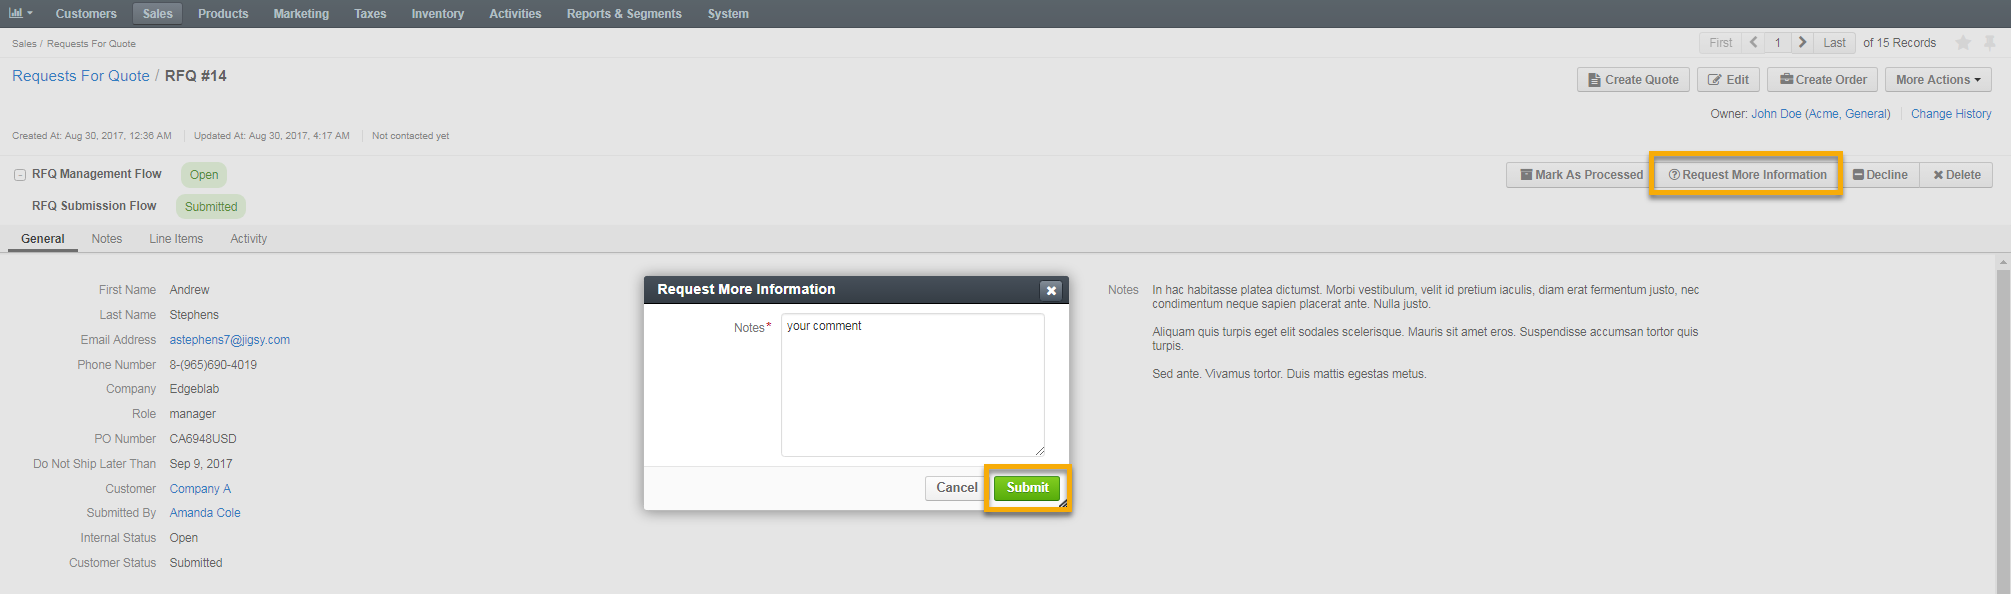 Customers Sales Products Marketing Taxes Inventory Activities Reports & Segments System
Sales / Requests For Quote
First 1 Last of 15 Records
Requests For Quote / RFQ #14
Create Quote Edit Create Order More Actions
Owner: John Doe (Acme, General) Change History
Created At: Aug 30, 2017, 12:36 AM Updated At: Aug 30, 2017, 4:17 AM Not contacted yet
RFQ Management Flow Open
Mark As Processed Request More Information Decline Delete
RFQ Submission Flow Submitted
General Notes Line Items Activity
First Name Andrew
Last Name Stephens
Email Address astephens7@jigsy.com
Phone Number 8-(965)690-4019
Company Edgeblab
Role manager
PO Number CA6948USD
Do Not Ship Later Than Sep 9, 2017
Customer Company A
Submitted By Amanda Cole
Internal Status Open
Customer Status Submitted
Request More Information
Notes* your comment
Cancel Submit
Notes In hac habitasse platea dictumst. Morbi vestibulum, velit id pretium iaculis, diam erat fermentum justo, nec
condimentum neque sapien placerat ante. Nulla justo.
Aliquam quis turpis eget elit sodales scelerisque. Mauris sit amet eros. Suspendisse accumsan tortor quis
turpis.
Sed ante. Vivamus tortor. Duis mattis egestas metus.